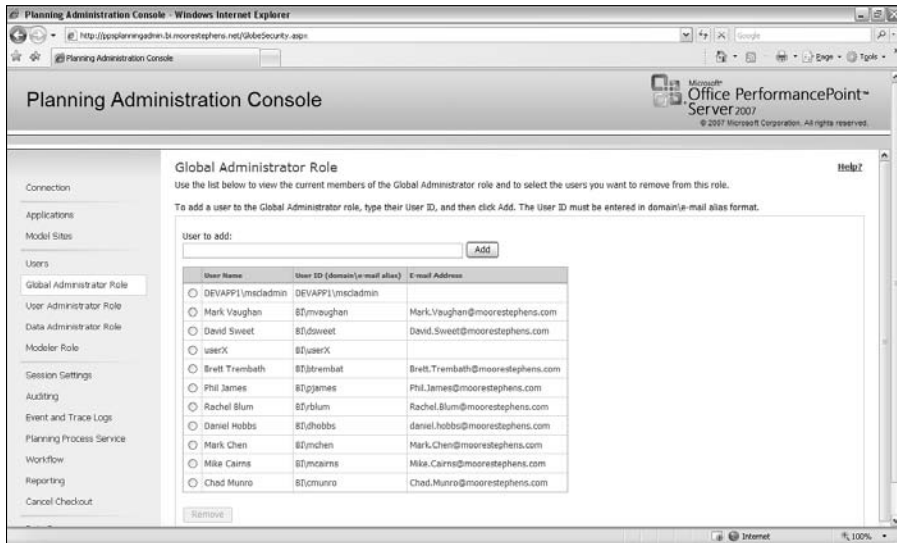 Planning Administration Console - Windows Internet Explorer
http://ppsplanningadmin.bi.moorestephens.net/GlobeSecurity.aspx
Google
Planning Administration Console
Page
Tools
Planning Administration Console
Microsoft
Office PerformancePoint
Server 2007
© 2007 Microsoft Corporation. All rights reserved.
Connection
Applications
Model Sites
Users
Global Administrator Role
User Administrator Role
Data Administrator Role
Modeler Role
Session Settings
Auditing
Event and Trace Logs
Planning Process Service
Workflow
Reporting
Cancel Checkout
Global Administrator Role
Help?
Use the list below to view the current members of the Global Administrator role and to select the users you want to remove from this role.
To add a user to the Global Administrator role, type their User ID, and then click Add. The User ID must be entered in domain\e-mail alias format.
User to add:
Add
User Name User ID (domain\e-mail alias) E-mail Address
DEVAPP1\mscladmin DEVAPP1\mscladmin
Mark Vaughan BI\mvaughan Mark.Vaughan@moorestephens.com
David Sweet BI\dsweet David.Sweet@moorestephens.com
userX BI\userX
Brett Trembath BI\btrembat Brett.Trembath@moorestephens.com
Phil James BI\pjames Phil.James@moorestephens.com
Rachel Blum BI\rblum Rachel.Blum@moorestephens.com
Daniel Hobbs BI\dhobbs daniel.hobbs@moorestephens.com
Mark Chen BI\mchen Mark.Chen@moorestephens.com
Mike Cairns BI\mcairns Mike.Cairns@moorestephens.com
Chad Munro BI\cmunro Chad.Munro@moorestephens.com
Remove
Internet
100%